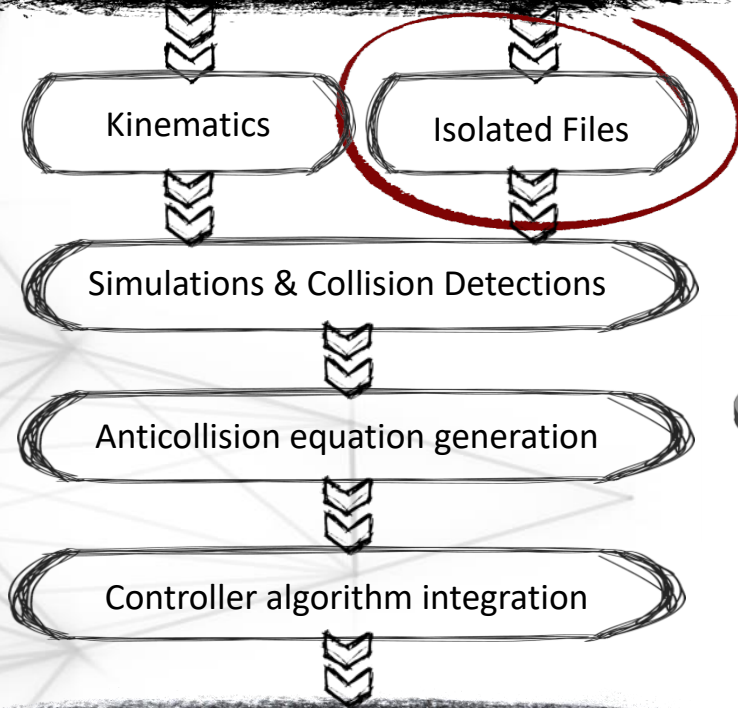 Kinematics
Isolated Files
Simulations & Collision Detections
Anticollision equation generation
Controller algorithm integration